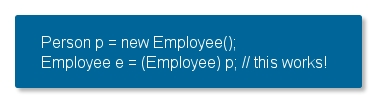 Person p = new Employee();
Employee e = (Employee) p; // this works!